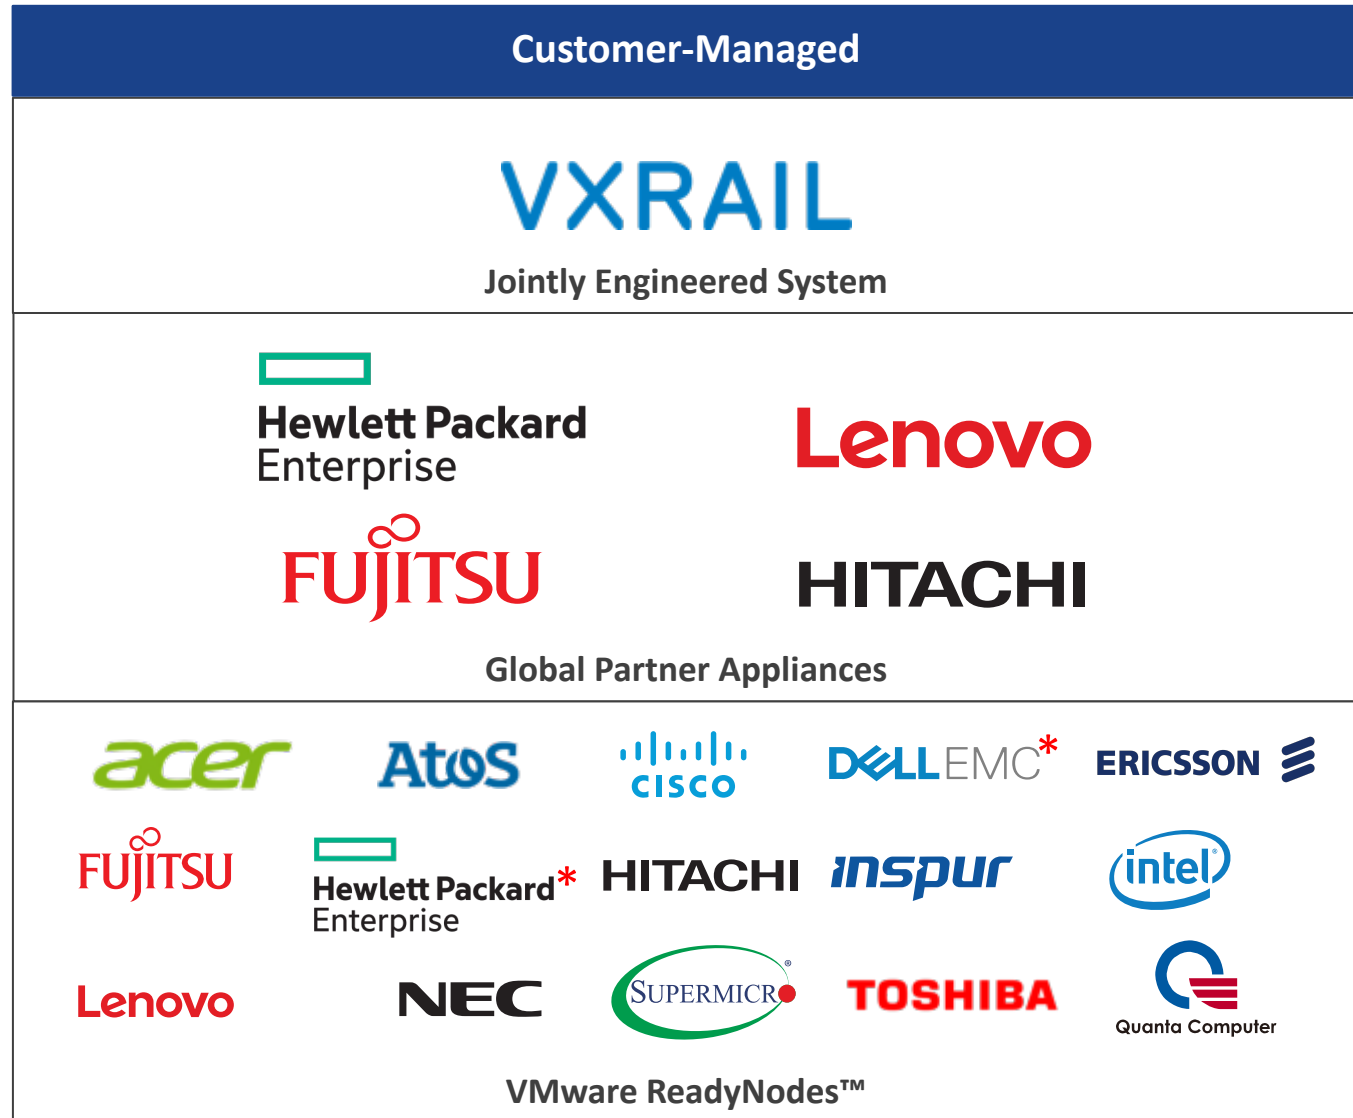 Customer-Managed
VXRAIL
Jointly Engineered System
Hewlett Packard
Enterprise
Lenovo
FUJITSU
HITACHI
Global Partner Appliances
acer
Atos
CISCO
DELLEMC*
ERICSSON
FUJITSU
Hewlett Packard*
Enterprise
HITACHI
inspur
intel®
Lenovo
NEC
SUPERMICRO®
TOSHIBA
Quanta Computer
VMware ReadyNodes™